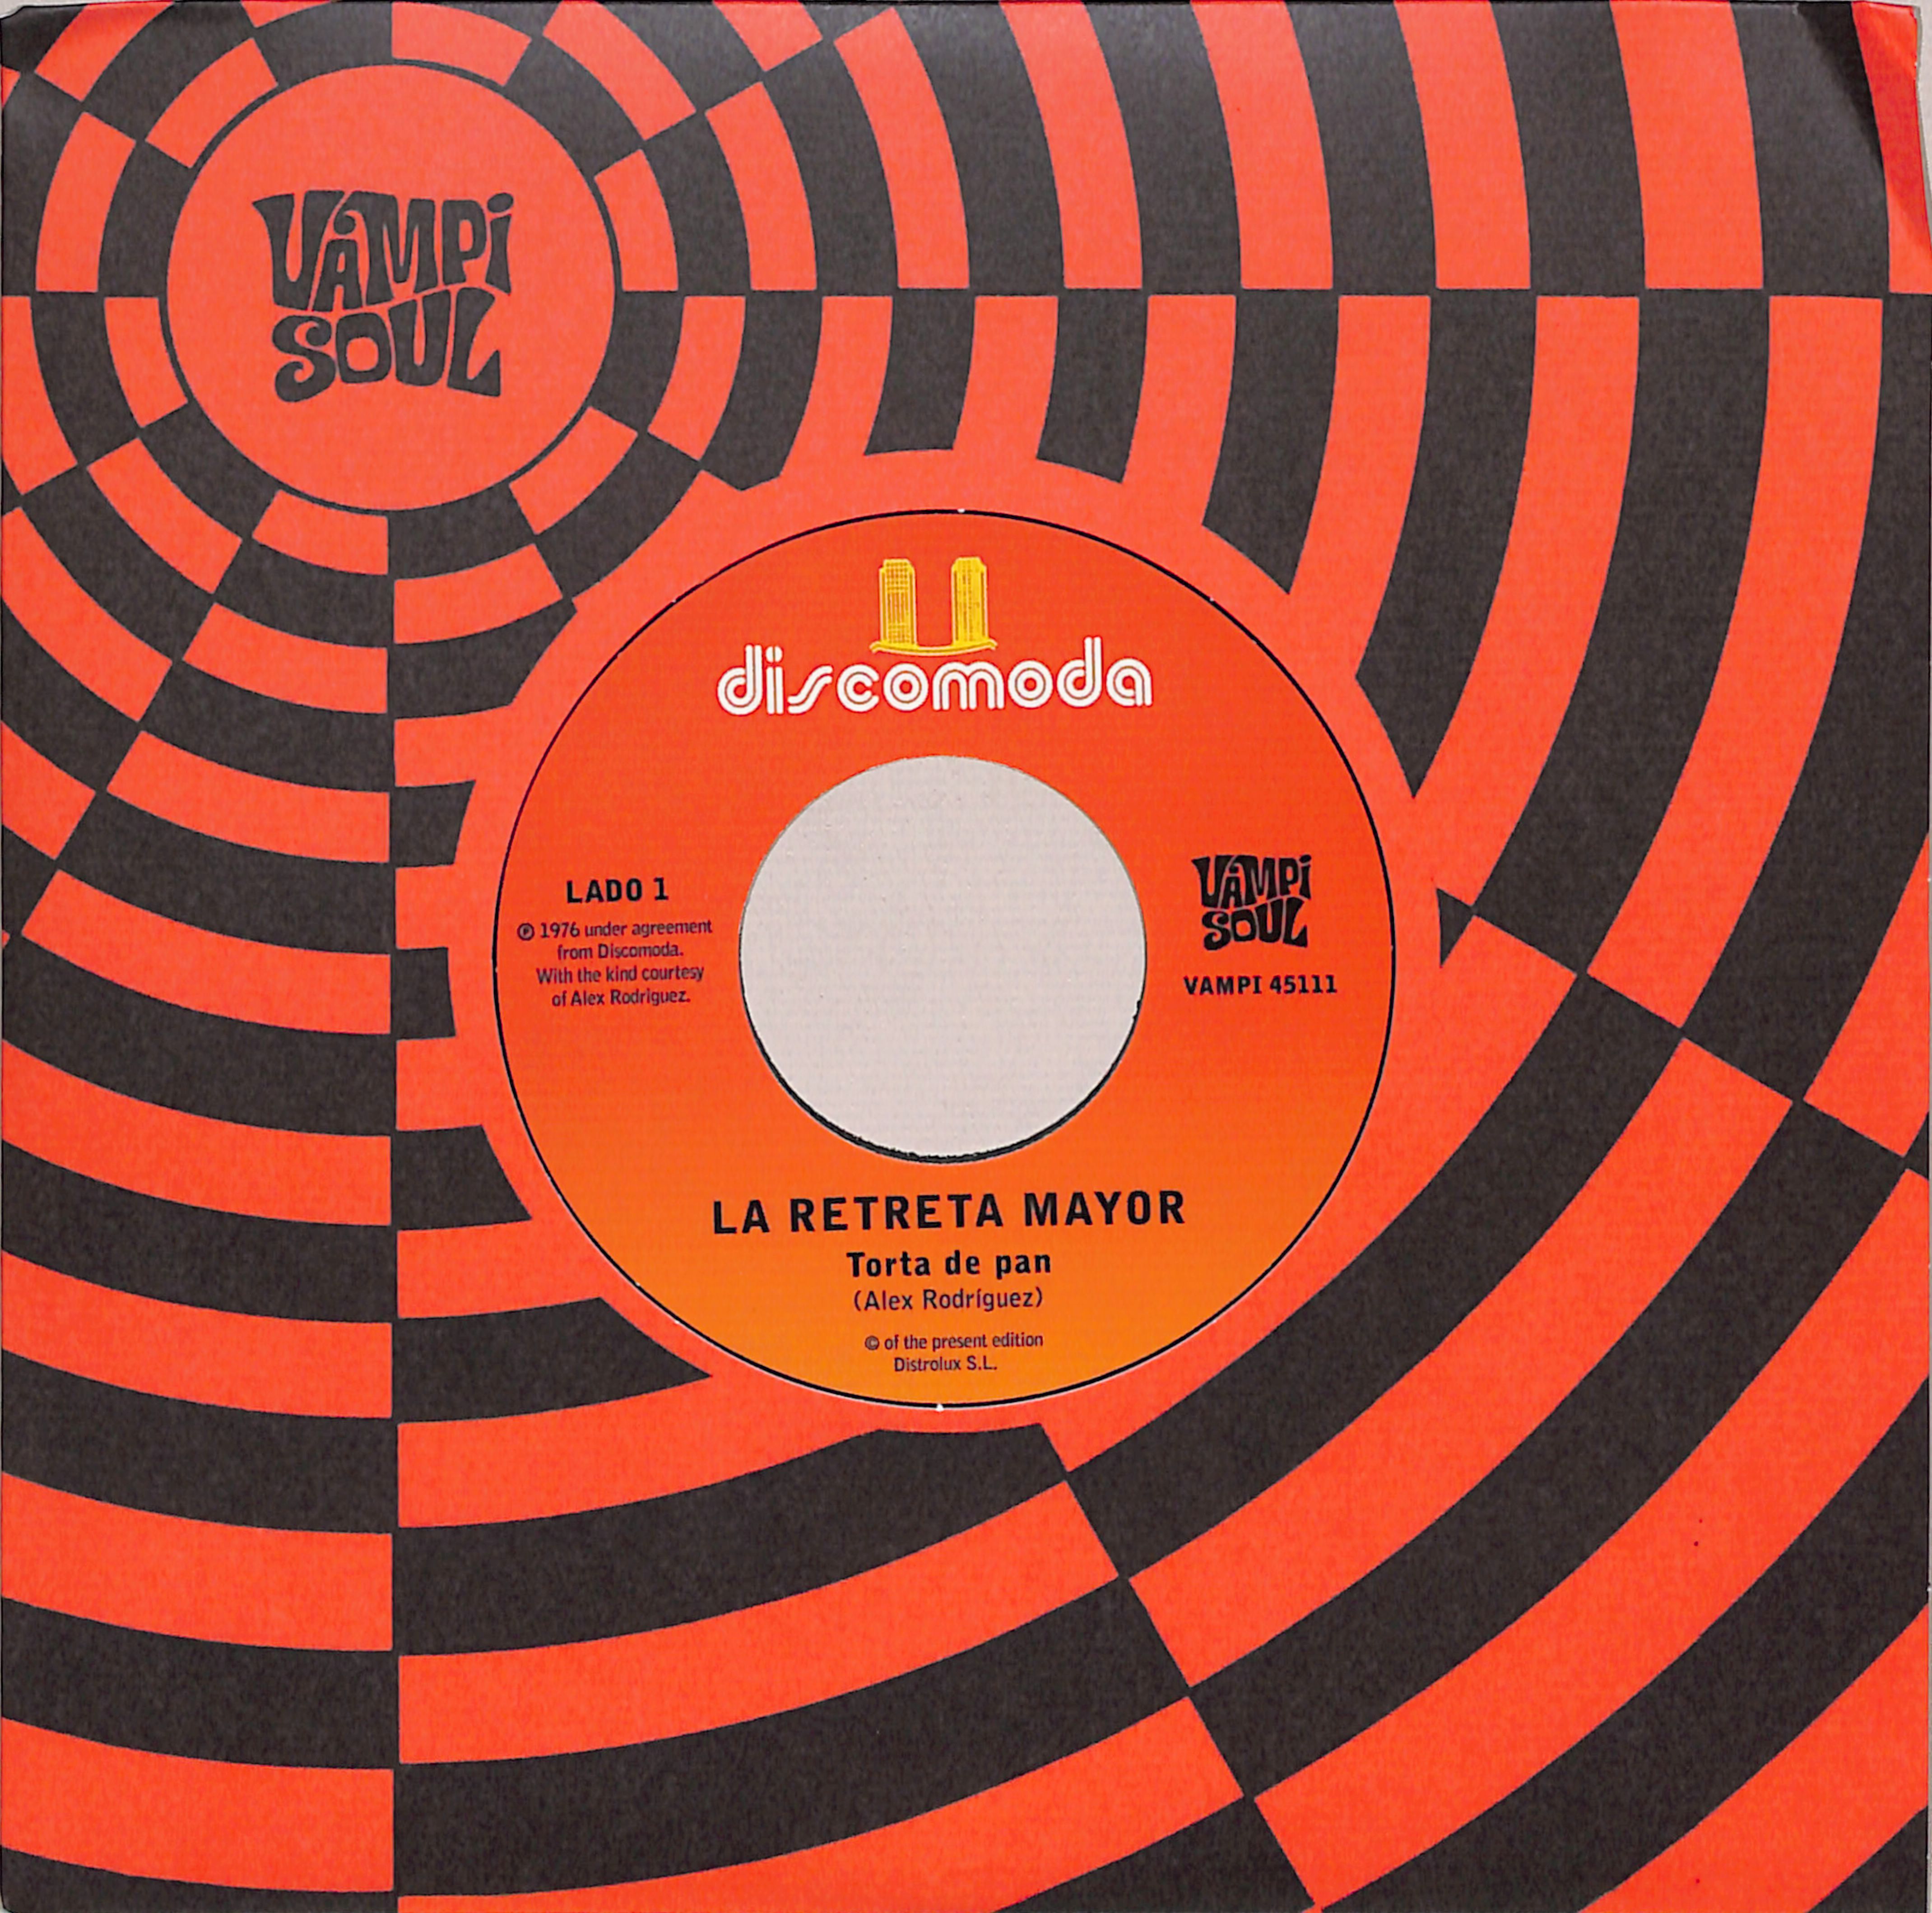 VAMPi
SOUL
discomoda
LADO 1
℗ 1976 under agreement
from Discomoda.
With the kind courtesy
of Alex Rodriguez.
VAMPi
SOUL
VAMPI 45111
LA RETRETA MAYOR
Torta de pan
(Alex Rodríguez)
© of the present edition
Distrolux S.L.